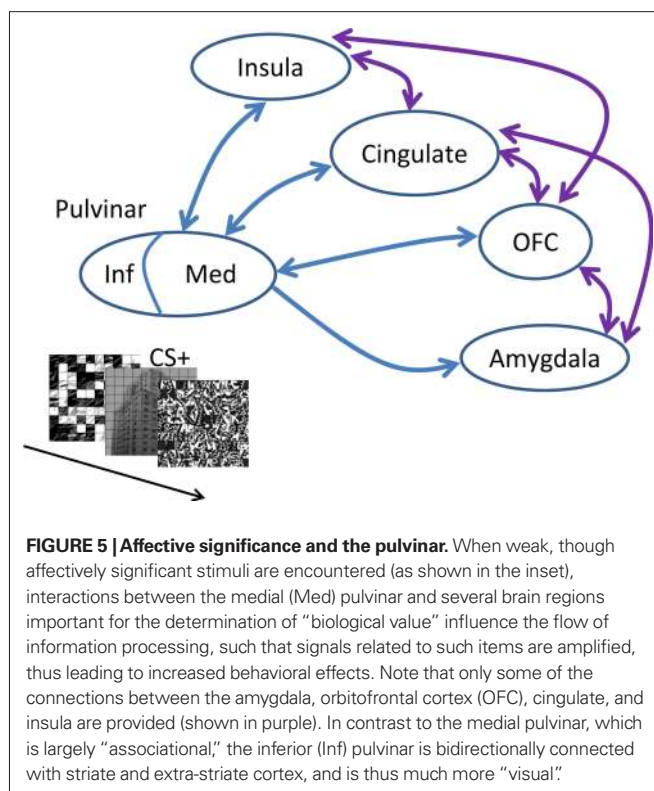 Insula
Cingulate
Pulvinar
OFC
Inf
Med
Amygdala
CS+
FIGURE 5 | Affective significance and the pulvinar. When weak, though
affectively significant stimuli are encountered (as shown in the inset),
interactions between the medial (Med) pulvinar and several brain regions
important for the determination of “biological value” influence the flow of
information processing, such that signals related to such items are amplified,
thus leading to increased behavioral effects. Note that only some of the
connections between the amygdala, orbitofrontal cortex (OFC), cingulate, and
insula are provided (shown in purple). In contrast to the medial pulvinar, which
is largely “associational,” the inferior (Inf) pulvinar is bidirectionally connected
with striate and extra-striate cortex, and is thus much more “visual”.